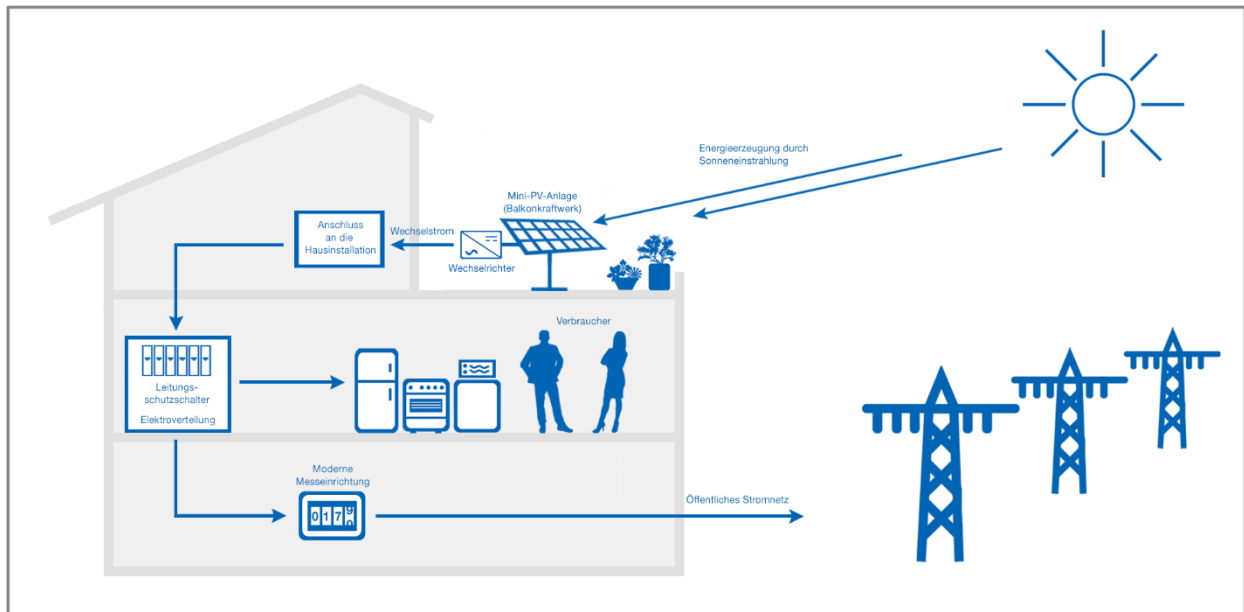 Energieerzeugung durch
Sonneneinstrahlung
Mini-PV-Anlage
(Balkonkraftwerk)
Anschluss
an die
Hausinstallation
Wechselstrom
Wechselrichter
Verbraucher
Leitungs-
schutzschalter
Elektroverteilung
Moderne
Messeinrichtung
0 1 7
Öffentliches Stromnetz